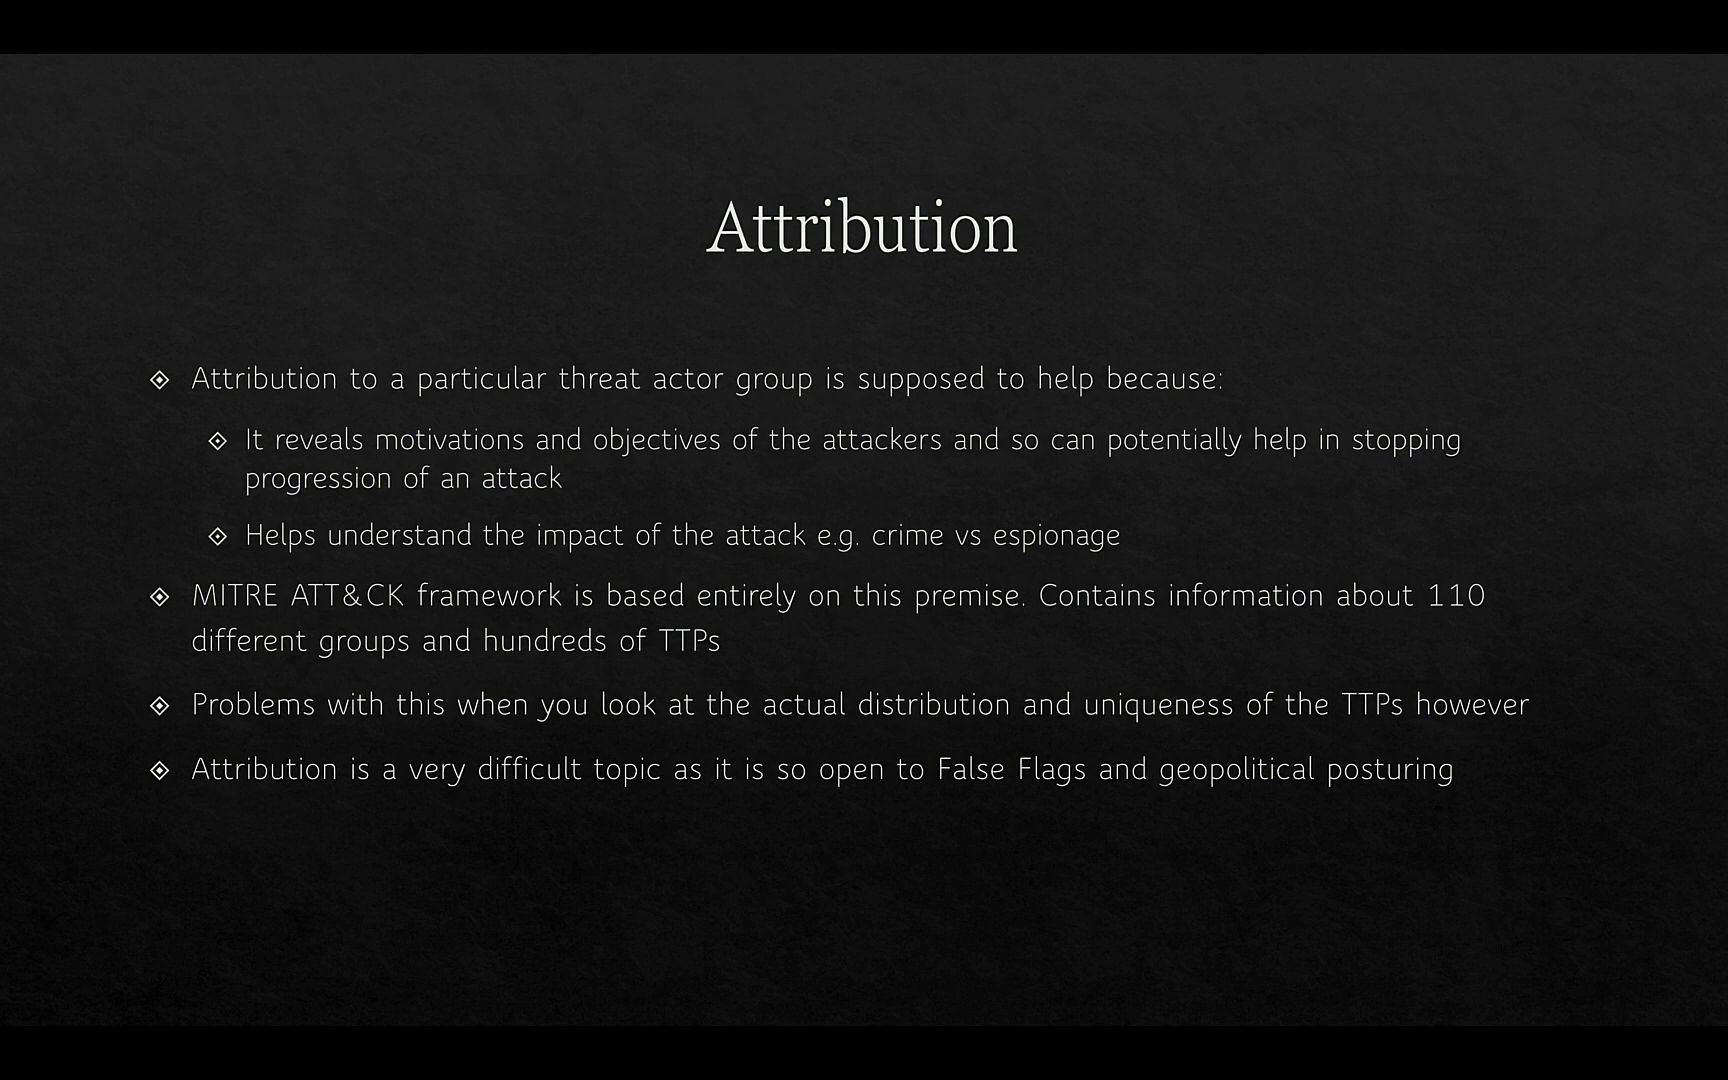 Attribution
Attribution to a particular threat actor group is supposed to help because:
It reveals motivations and objectives of the attackers and so can potentially help in stopping
progression of an attack
Helps understand the impact of the attack e.g. crime vs espionage
MITRE ATT&CK framework is based entirely on this premise. Contains information about 110
different groups and hundreds of TTPs
Problems with this when you look at the actual distribution and uniqueness of the TTPs however
Attribution is a very difficult topic as it is so open to False Flags and geopolitical posturing